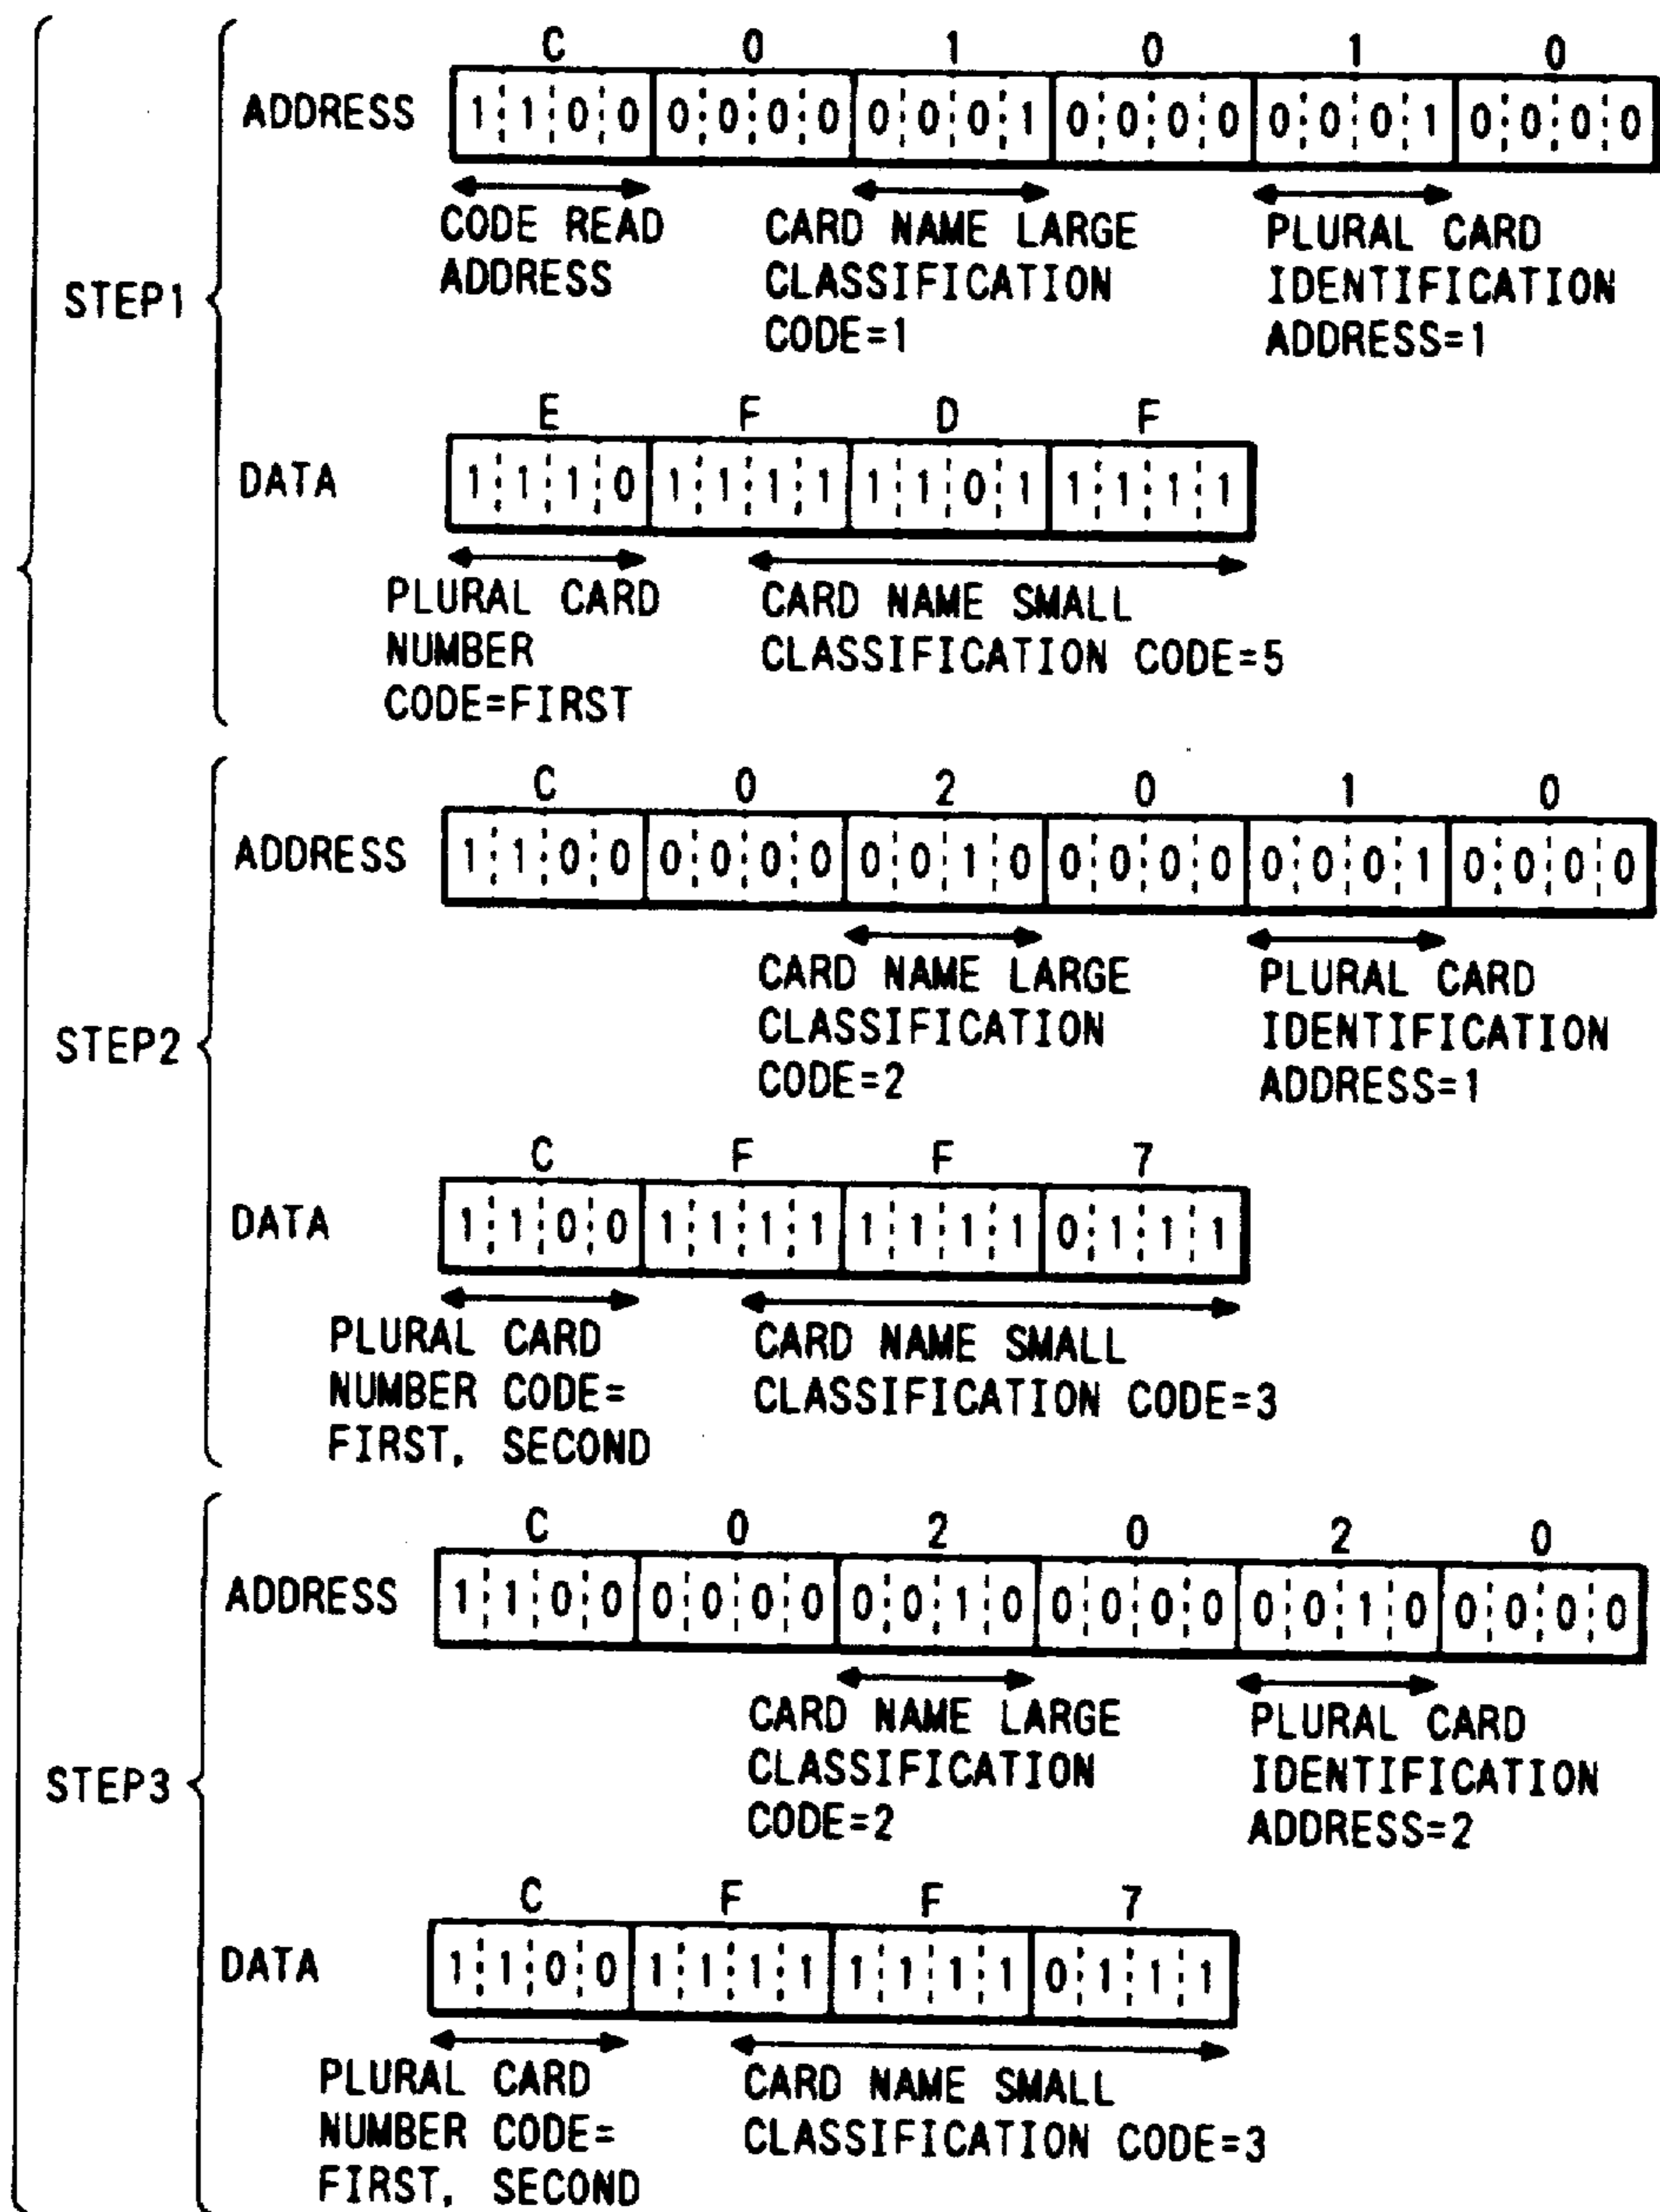 STEP1
C 0 1 0 1 0
ADDRESS 1 1 0 0 0 0 0 0 0 0 0 1 0 0 0 0 0 0 0 1 0 0 0 0
CODE READ ADDRESS
CARD NAME LARGE CLASSIFICATION CODE=1
PLURAL CARD IDENTIFICATION ADDRESS=1
E F D F
DATA 1 1 1 0 1 1 1 1 1 1 0 1 1 1 1 1
PLURAL CARD NUMBER CODE=FIRST
CARD NAME SMALL CLASSIFICATION CODE=5
STEP2
C 0 2 0 1 0
ADDRESS 1 1 0 0 0 0 0 0 0 0 1 0 0 0 0 0 0 0 0 1 0 0 0 0
CARD NAME LARGE CLASSIFICATION CODE=2
PLURAL CARD IDENTIFICATION ADDRESS=1
C F F 7
DATA 1 1 0 0 1 1 1 1 1 1 1 1 0 1 1 1
PLURAL CARD NUMBER CODE= FIRST, SECOND
CARD NAME SMALL CLASSIFICATION CODE=3
STEP3
C 0 2 0 2 0
ADDRESS 1 1 0 0 0 0 0 0 0 0 1 0 0 0 0 0 0 0 1 0 0 0 0 0
CARD NAME LARGE CLASSIFICATION CODE=2
PLURAL CARD IDENTIFICATION ADDRESS=2
C F F 7
DATA 1 1 0 0 1 1 1 1 1 1 1 1 0 1 1 1
PLURAL CARD NUMBER CODE= FIRST, SECOND
CARD NAME SMALL CLASSIFICATION CODE=3